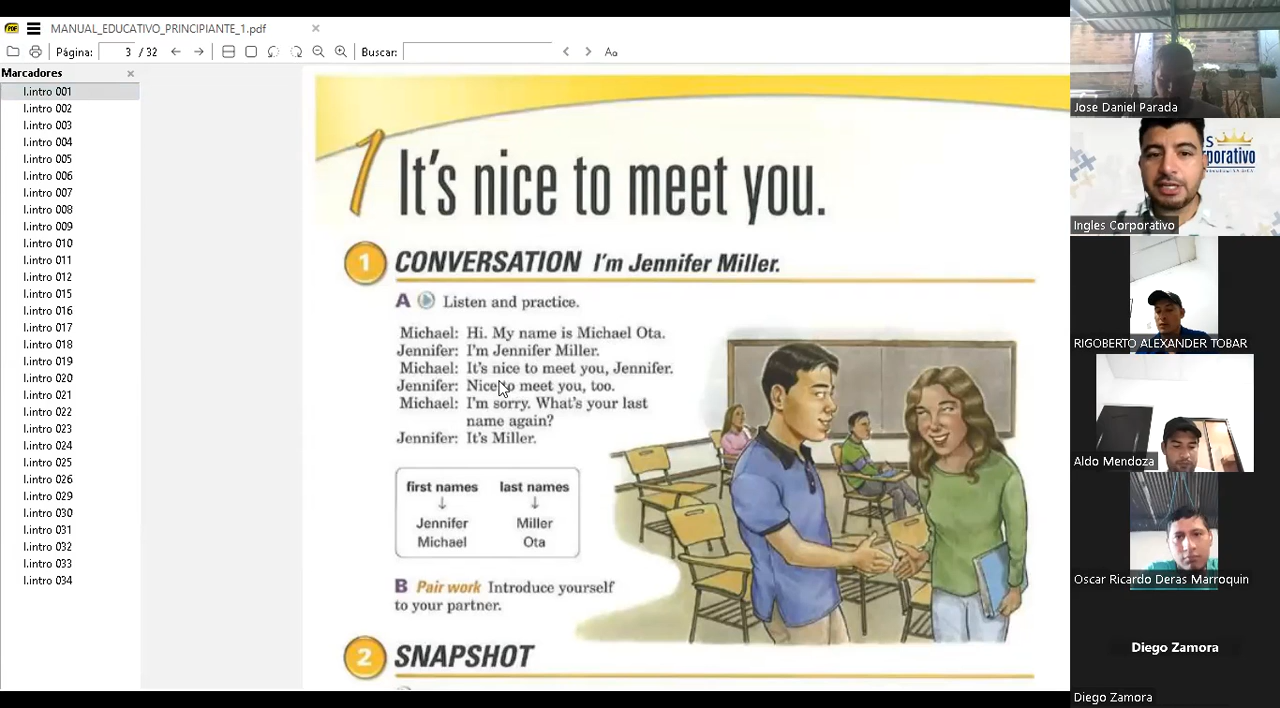 MANUAL_EDUCATIVO_PRINCIPIANTE_1.pdf
Página: 3 / 32
Buscar:
Aa
Marcadores
I.intro 001
I.intro 002
I.intro 003
I.intro 004
I.intro 005
I.intro 006
I.intro 007
I.intro 008
I.intro 009
I.intro 010
I.intro 011
I.intro 012
I.intro 015
I.intro 016
I.intro 017
I.intro 018
I.intro 019
I.intro 020
I.intro 021
I.intro 022
I.intro 023
I.intro 024
I.intro 025
I.intro 026
I.intro 029
I.intro 030
I.intro 031
I.intro 032
I.intro 033
I.intro 034
1 It's nice to meet you.
1 CONVERSATION I'm Jennifer Miller.
A Listen and practice.
Michael: Hi. My name is Michael Ota.
Jennifer: I'm Jennifer Miller.
Michael: It's nice to meet you, Jennifer.
Jennifer: Nice to meet you, too.
Michael: I'm sorry. What's your last
name again?
Jennifer: It's Miller.
first names last names
Jennifer Miller
Michael Ota
B Pair work Introduce yourself
to your partner.
2 SNAPSHOT
Jose Daniel Parada
Ingles Corporativo
RIGOBERTO ALEXANDER TOBAR
Aldo Mendoza
Oscar Ricardo Deras Marroquin
Diego Zamora
Diego Zamora